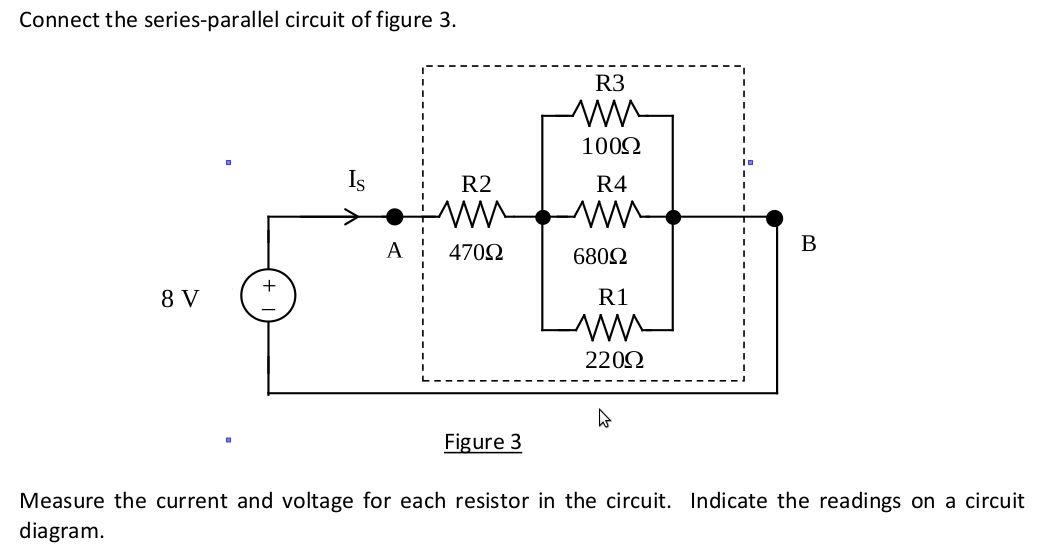 Connect the series-parallel circuit of figure 3.
R3
100Ω
IS
R2
R4
A
470Ω
680Ω
B
8 V
+
−
R1
220Ω
Figure 3
Measure the current and voltage for each resistor in the circuit. Indicate the readings on a circuit
diagram.